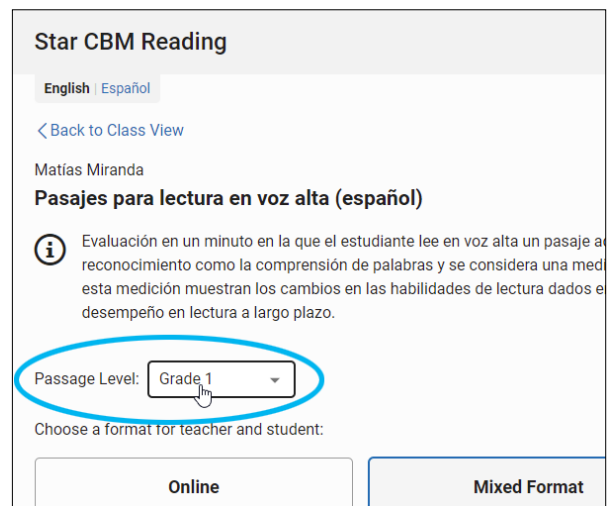 Star CBM Reading
English | Español
Back to Class View
Matías Miranda
Pasajes para lectura en voz alta (español)
Evaluación en un minuto en la que el estudiante lee en voz alta un pasaje
reconocimiento como la comprensión de palabras y se considera una
esta medición muestran los cambios en las habilidades de lectura dados
desempeño en lectura a largo plazo.
Passage Level: Grade 1
Choose a format for teacher and student:
Online
Mixed Format